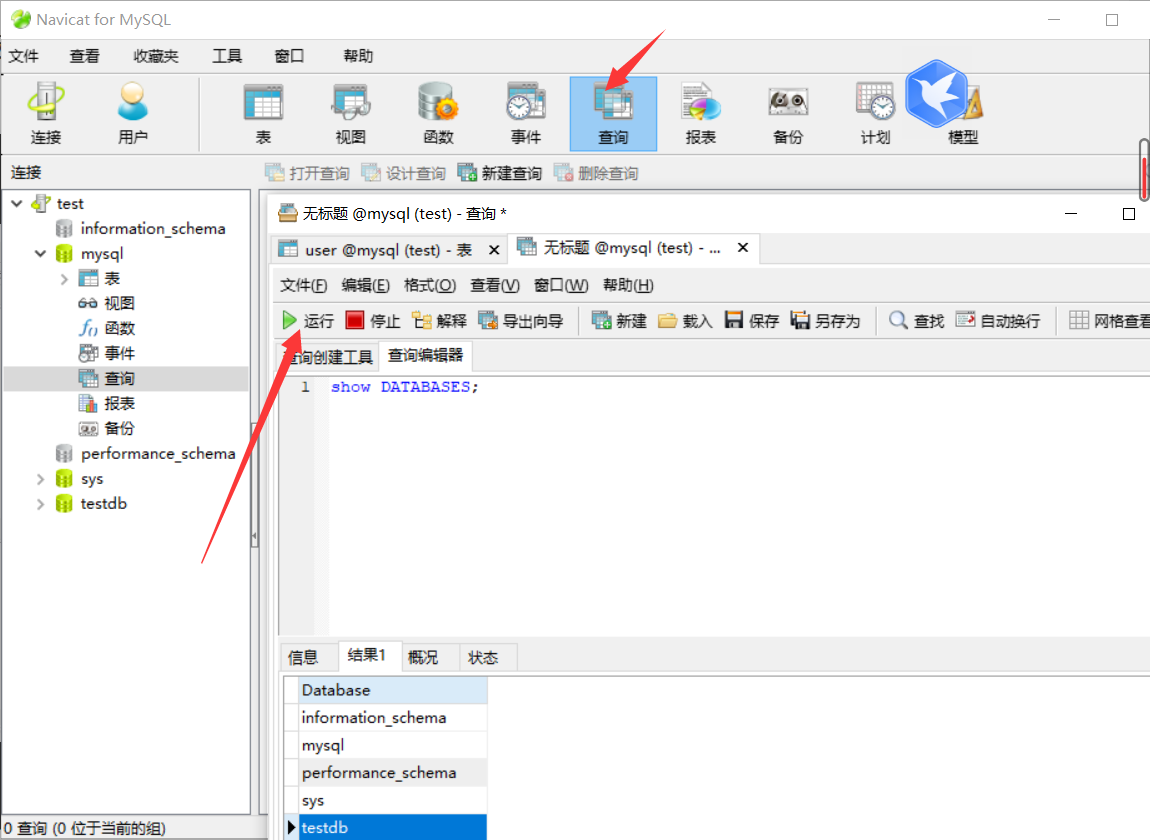 Navicat for MySQL
文件 查看 收藏夹 工具 窗口 帮助
连接 用户 表 视图 函数 事件 查询 报表 备份 计划 模型
连接
打开查询 设计查询 新建查询 删除查询
test
information_schema
mysql
表
视图
函数
事件
查询
报表
备份
performance_schema
sys
testdb
无标题 @mysql (test) - 查询 *
user @mysql (test) - 表 无标题 @mysql (test) - ...
文件(F) 编辑(E) 格式(O) 查看(V) 窗口(W) 帮助(H)
运行 停止 解释 导出向导 新建 载入 保存 另存为 查找 自动换行 网格查看
查询创建工具 查询编辑器
1 show DATABASES;
信息 结果1 概况 状态
Database
information_schema
mysql
performance_schema
sys
testdb
0 查询 (0 位于当前的组)